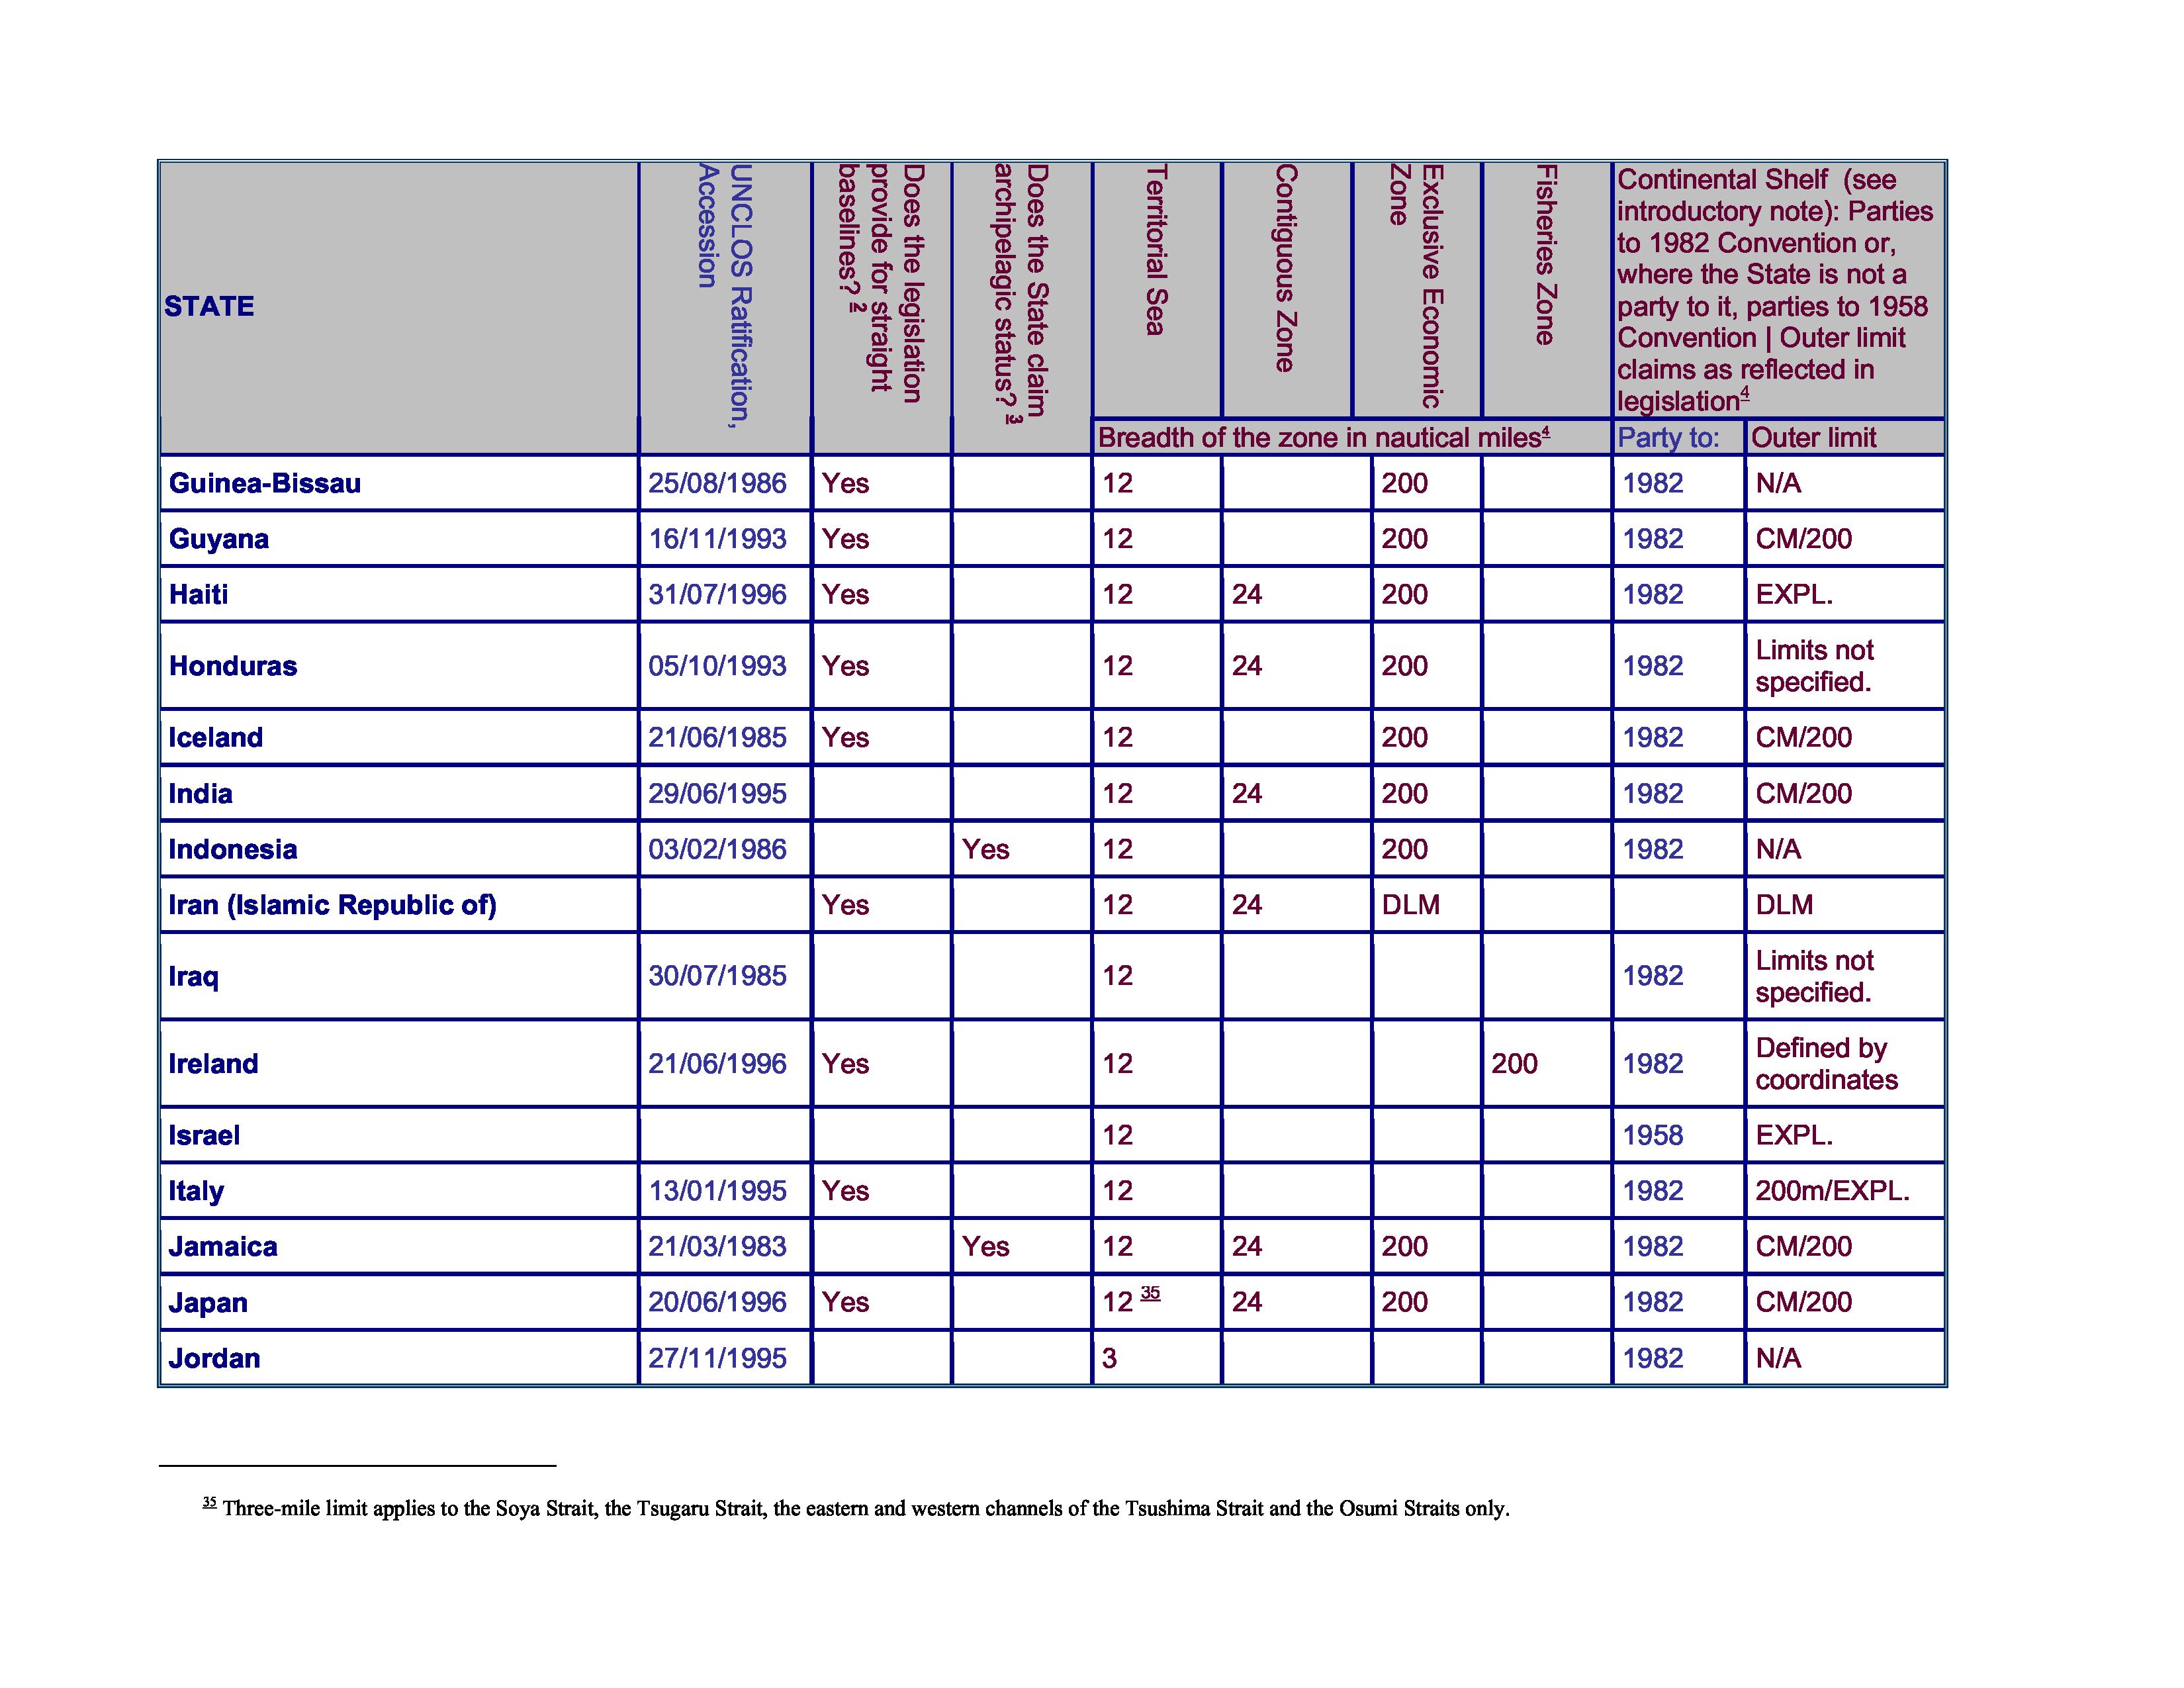 STATE
UNCLOS Ratification,
Accession
Does the legislation
provide for straight
baselines? 2
Does the State claim
archipelagic status? 3
Territorial Sea
Contiguous Zone
Exclusive Economic
Zone
Fisheries Zone
Continental Shelf (see
introductory note): Parties
to 1982 Convention or,
where the State is not a
party to it, parties to 1958
Convention | Outer limit
claims as reflected in
legislation4
Breadth of the zone in nautical miles4 Party to: Outer limit
Guinea-Bissau 25/08/1986 Yes 12 200 1982 N/A
Guyana 16/11/1993 Yes 12 200 1982 CM/200
Haiti 31/07/1996 Yes 12 24 200 1982 EXPL.
Honduras 05/10/1993 Yes 12 24 200 1982 Limits not
specified.
Iceland 21/06/1985 Yes 12 200 1982 CM/200
India 29/06/1995 12 24 200 1982 CM/200
Indonesia 03/02/1986 Yes 12 200 1982 N/A
Iran (Islamic Republic of) Yes 12 24 DLM DLM
Iraq 30/07/1985 12 1982 Limits not
specified.
Ireland 21/06/1996 Yes 12 200 1982 Defined by
coordinates
Israel 12 1958 EXPL.
Italy 13/01/1995 Yes 12 1982 200m/EXPL.
Jamaica 21/03/1983 Yes 12 24 200 1982 CM/200
Japan 20/06/1996 Yes 12 35 24 200 1982 CM/200
Jordan 27/11/1995 3 1982 N/A
35 Three-mile limit applies to the Soya Strait, the Tsugaru Strait, the eastern and western channels of the Tsushima Strait and the Osumi Straits only.